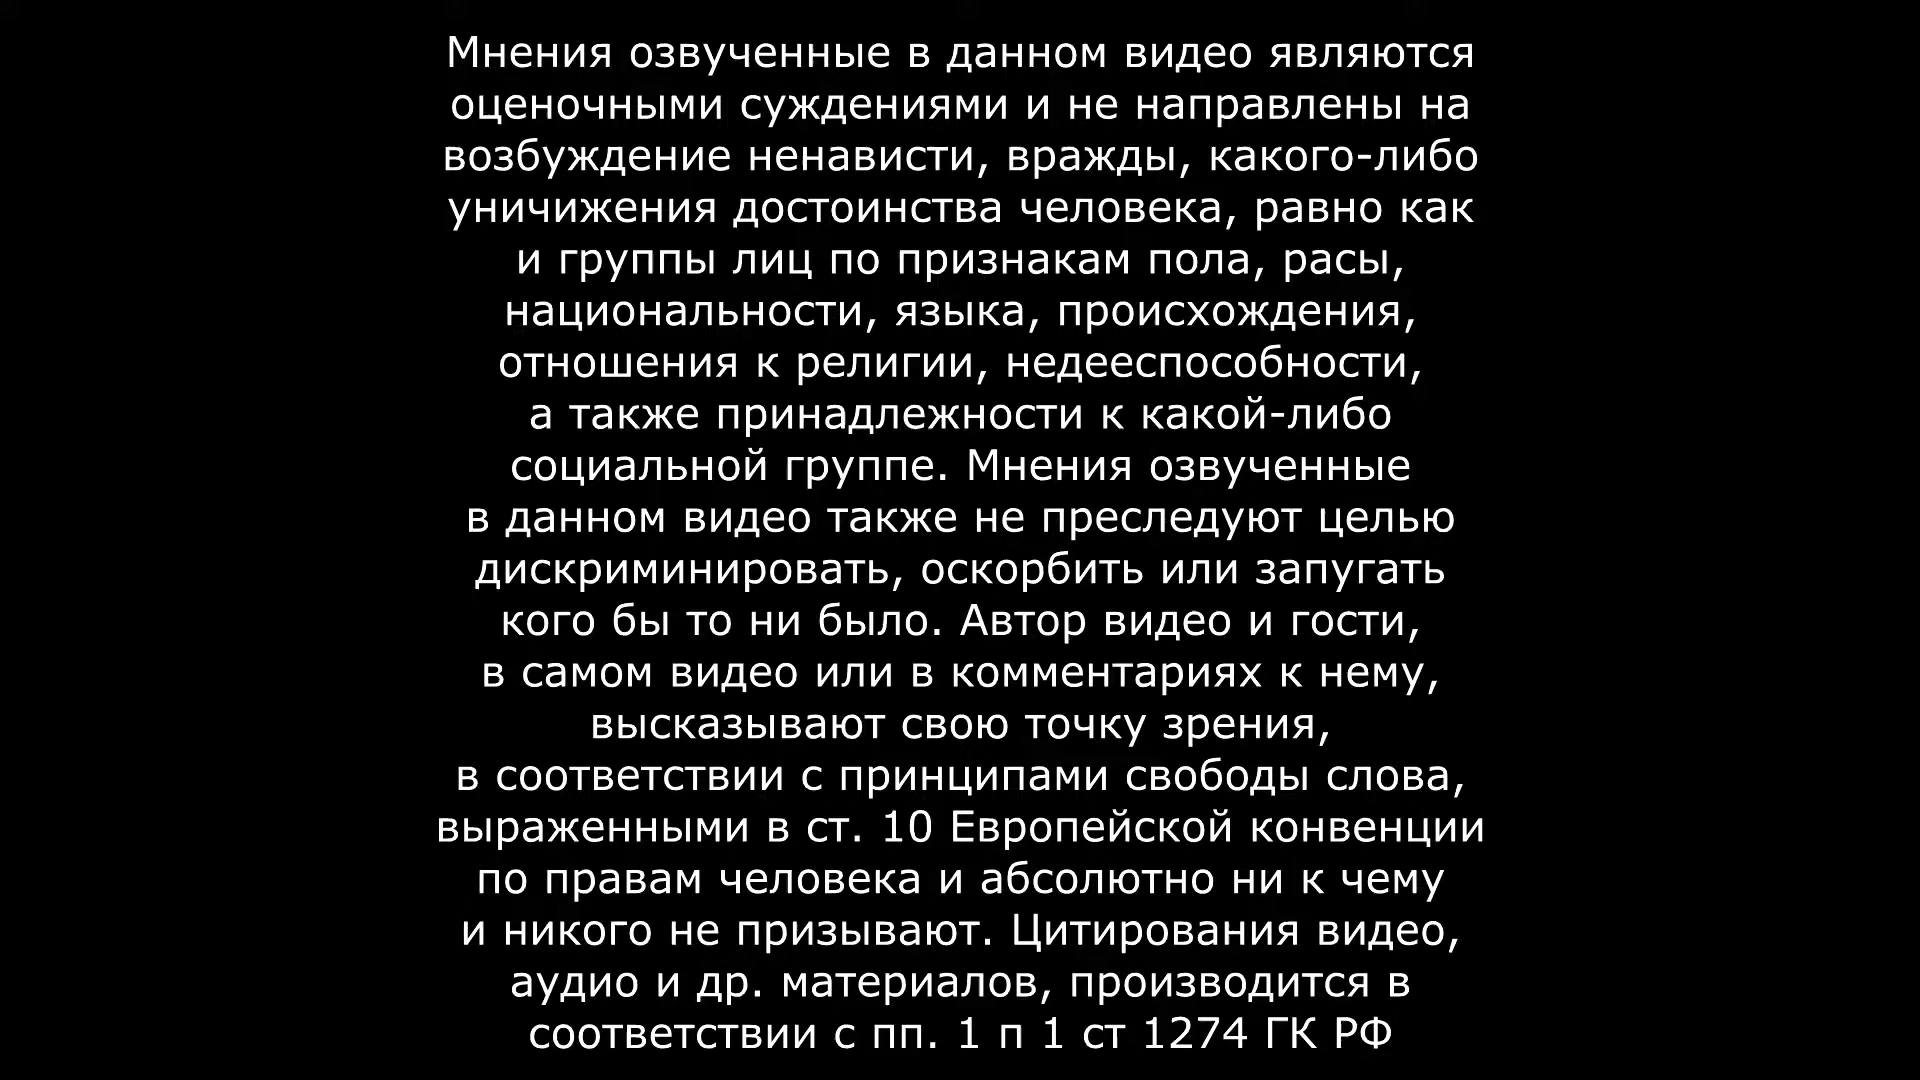 Мнения озвученные в данном видео являются
оценочными суждениями и не направлены на
возбуждение ненависти, вражды, какого-либо
уничижения достоинства человека, равно как
и группы лиц по признакам пола, расы,
национальности, языка, происхождения,
отношения к религии, недееспособности,
а также принадлежности к какой-либо
социальной группе. Мнения озвученные
в данном видео также не преследуют целью
дискриминировать, оскорбить или запугать
кого бы то ни было. Автор видео и гости,
в самом видео или в комментариях к нему,
высказывают свою точку зрения,
в соответствии с принципами свободы слова,
выраженными в ст. 10 Европейской конвенции
по правам человека и абсолютно ни к чему
и никого не призывают. Цитирования видео,
аудио и др. материалов, производится в
соответствии с пп. 1 п 1 ст 1274 ГК РФ